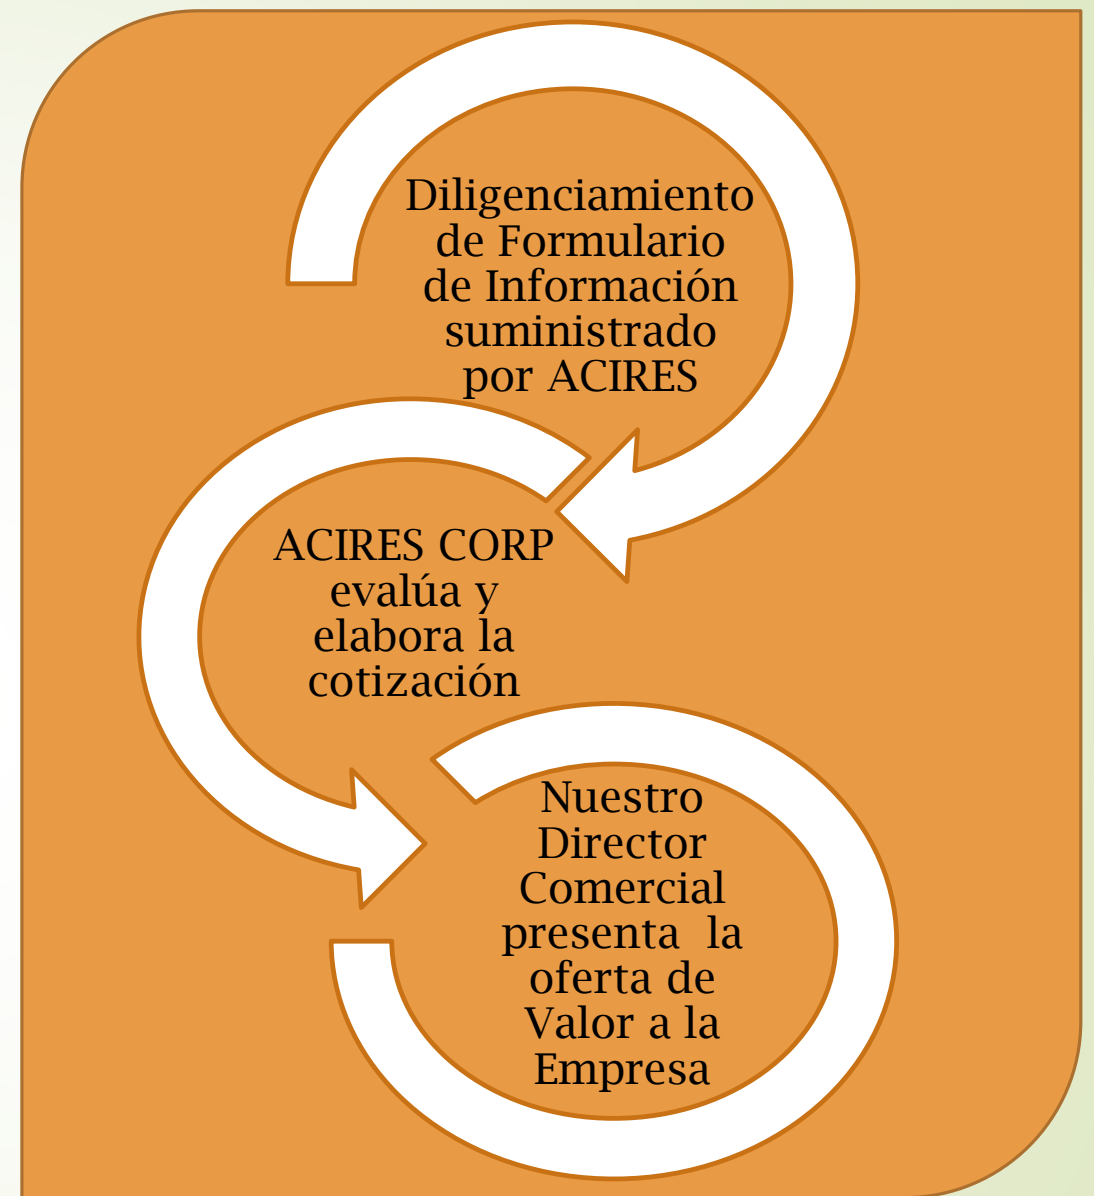 Diligenciamiento
de Formulario
de Información
suministrado
por ACIRES
ACIRES CORP
evalúa y
elabora la
cotización
Nuestro
Director
Comercial
presenta  la
oferta de
Valor a la
Empresa